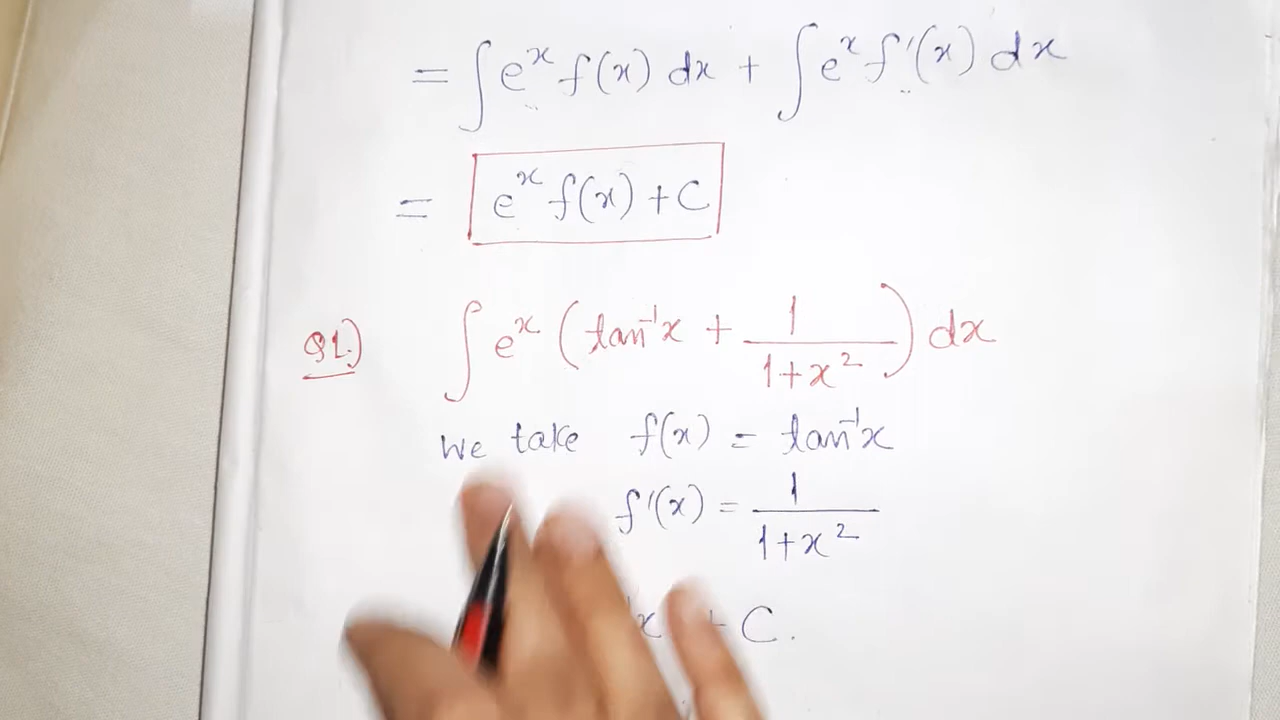 = ∫ eˣ f(x) dx + ∫ eˣ f'(x) dx
= eˣ f(x) + C
Q1.) ∫ eˣ (tan⁻¹x + 1/(1+x²)) dx
We take f(x) = tan⁻¹x
f'(x) = 1/(1+x²)
x + C.